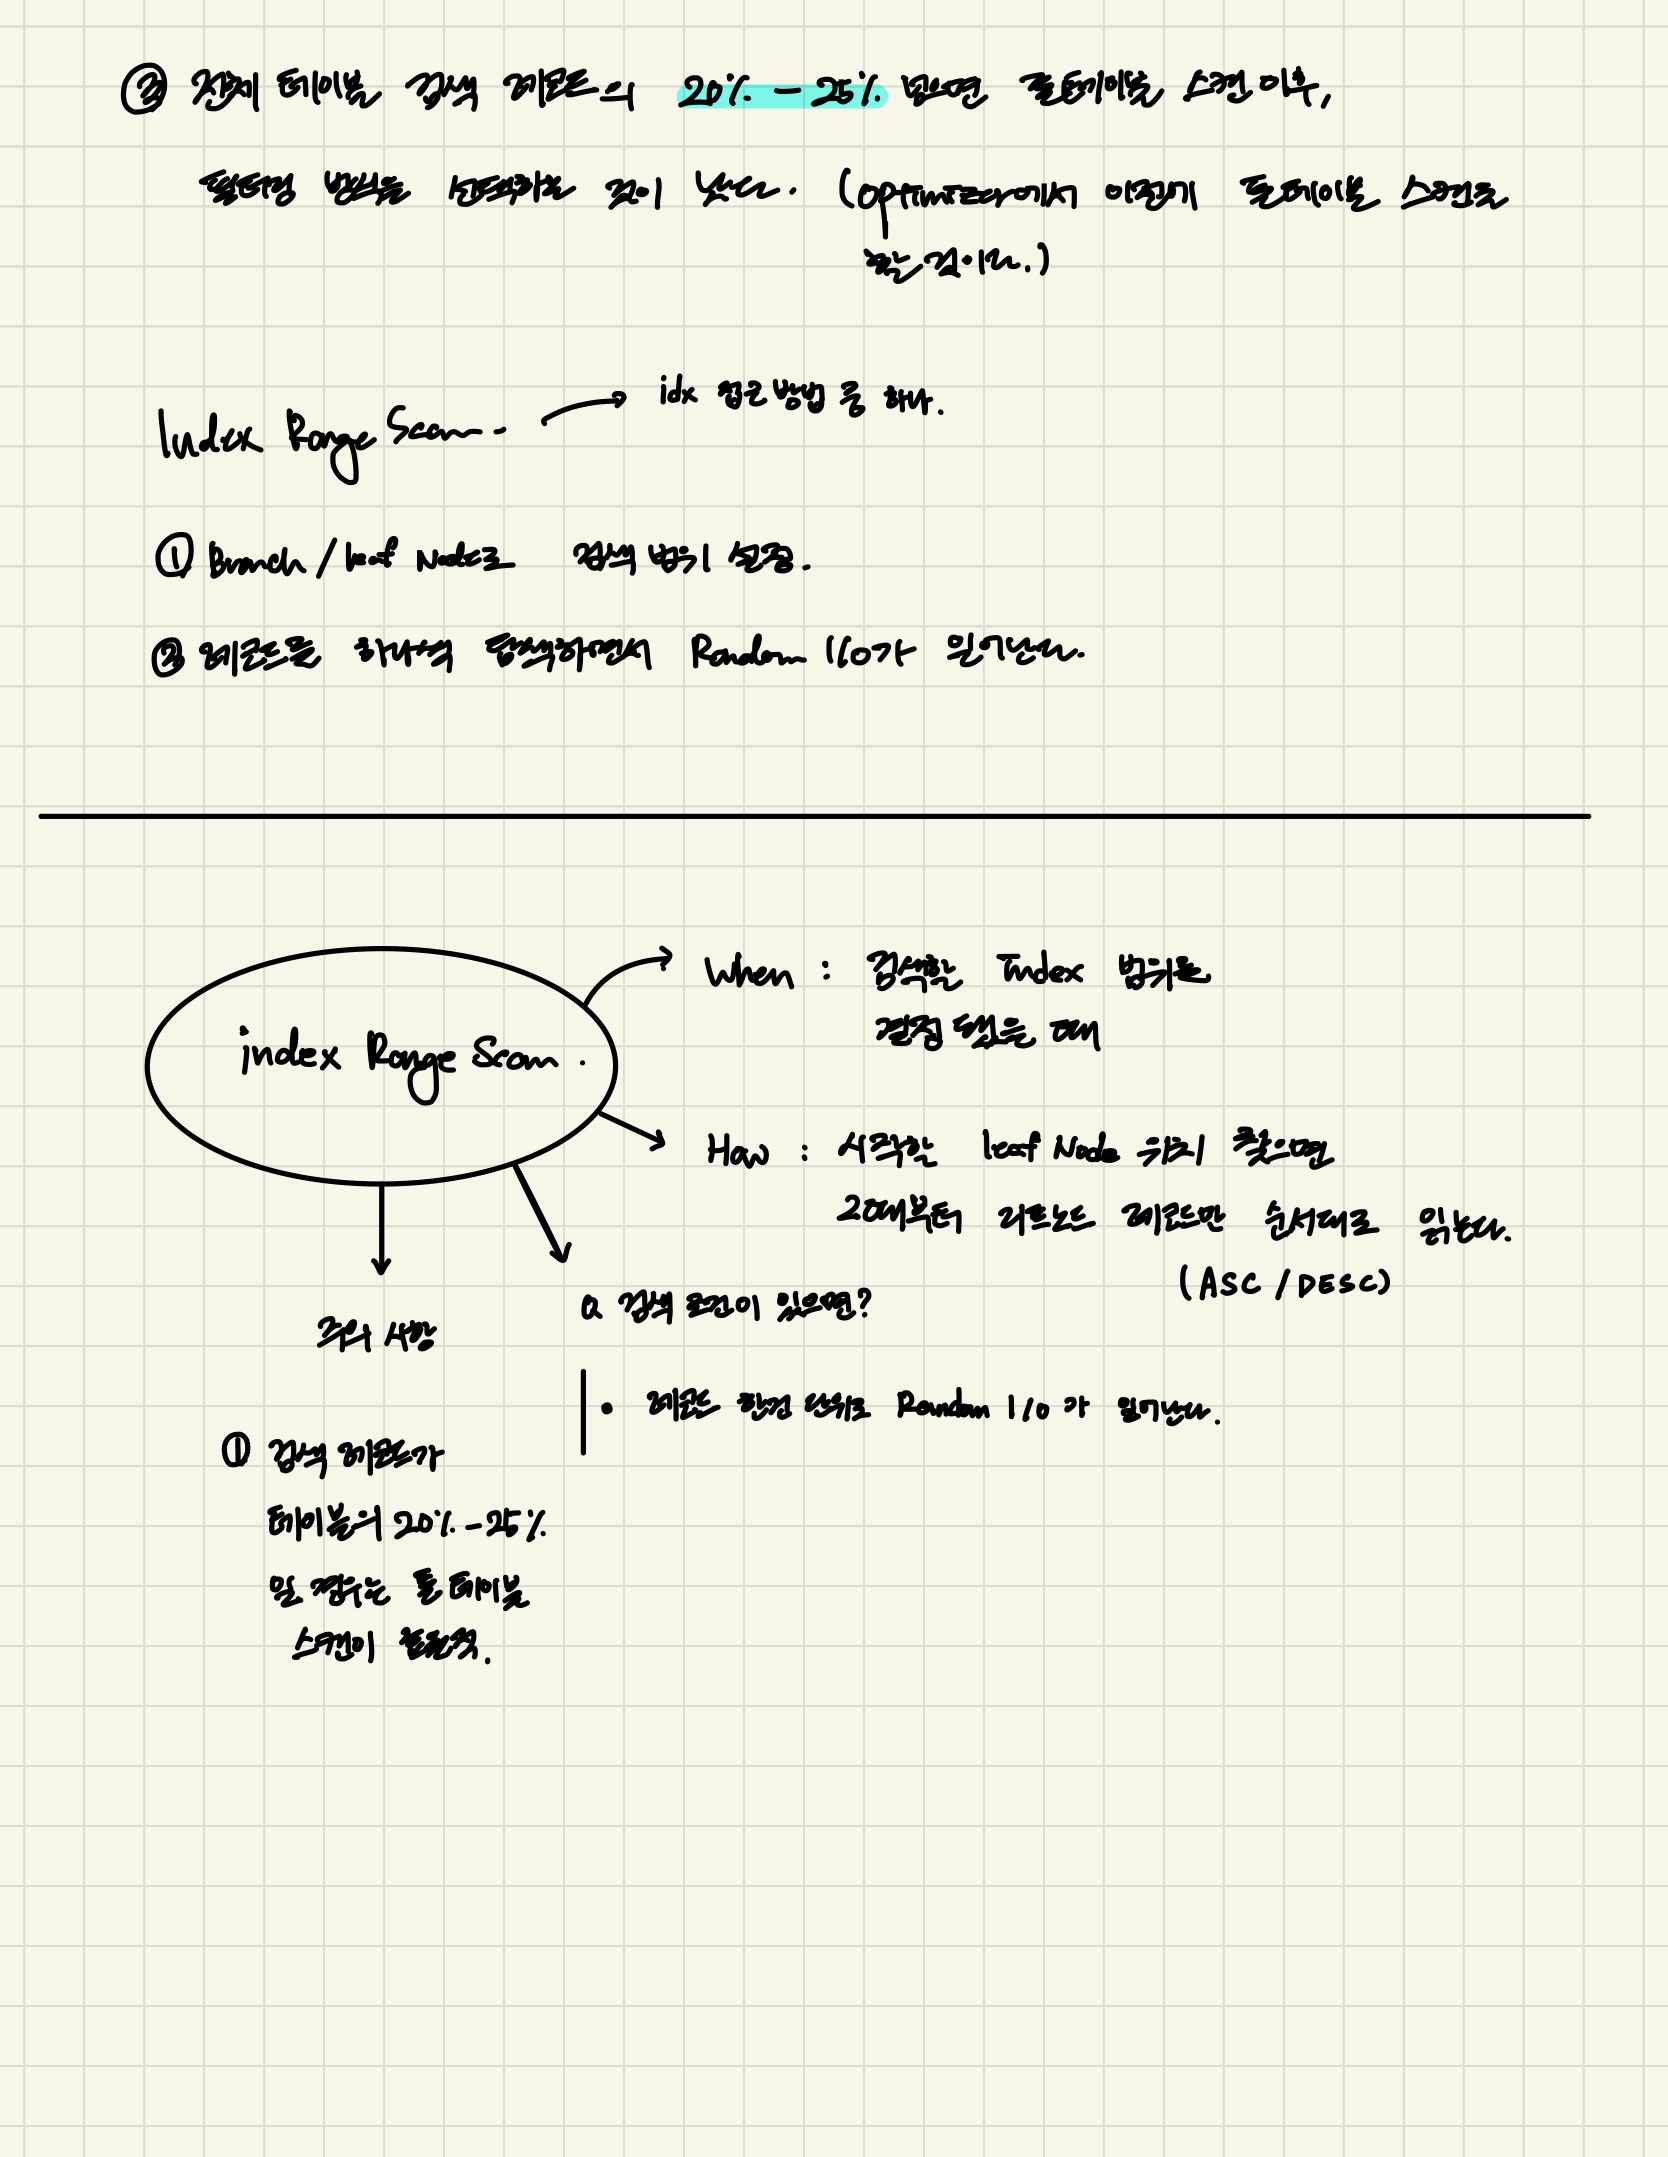 ② 전체 테이블 검색 레코드의 20% - 25% 넘으면 풀테이블 스캔 이후,
필터링 방식을 선택하는 것이 낫다. (optimizer에서 이전에 풀테이블 스캔을
할 것이다.)
Index Range Scan. → idx 접근 방법 중 하나.
① Branch / leaf Node로 검색 범위 설정.
② 레코드를 하나씩 탐색하면서 Random I/O가 일어난다.
index Range Scan.
When : 검색할 Index 범위를
결정 됐을 때
How : 시작할 leaf Node 위치 찾으면
그때부터 리프노드 레코드만 순서대로 읽는다.
(ASC / DESC)
a 검색 조건이 있으면?
• 레코드 한건 단위로 Random I/O가 일어난다.
주의 사항
① 검색 레코드가
테이블의 20% - 25%
일 경우는 풀 테이블
스캔이 효율적.